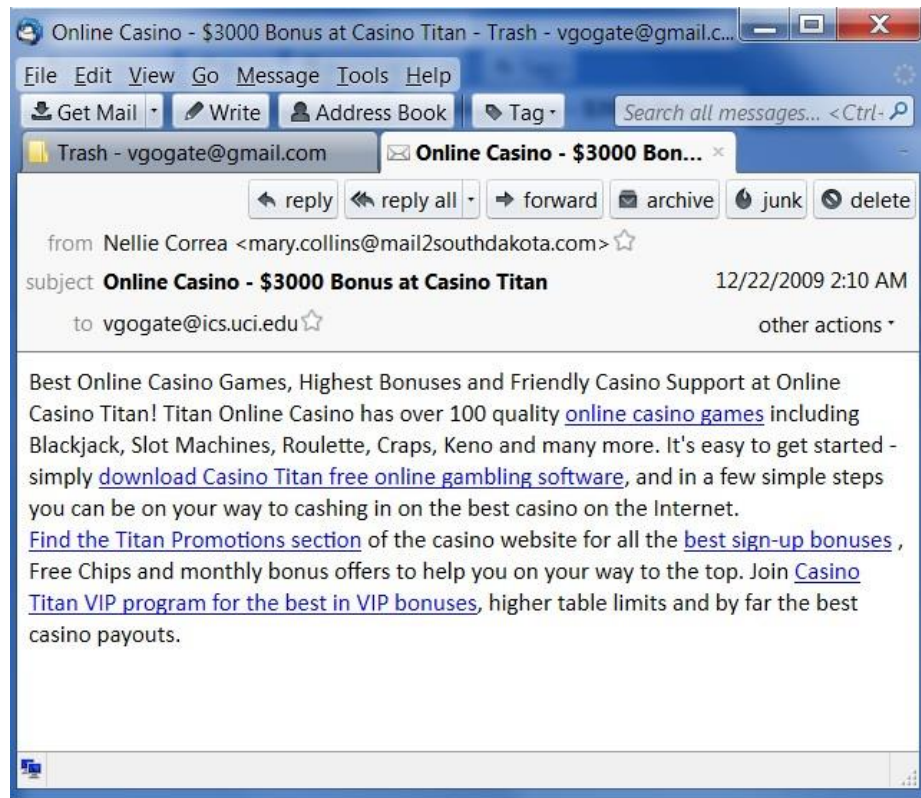 Online Casino - $3000 Bonus at Casino Titan - Trash - vgogate@gmail.c...
File Edit View Go Message Tools Help
Get Mail Write Address Book Tag Search all messages... <Ctrl-
Trash - vgogate@gmail.com Online Casino - $3000 Bon...
reply reply all forward archive junk delete
from Nellie Correa <mary.collins@mail2southdakota.com>
subject Online Casino - $3000 Bonus at Casino Titan 12/22/2009 2:10 AM
to vgogate@ics.uci.edu other actions
Best Online Casino Games, Highest Bonuses and Friendly Casino Support at Online
Casino Titan! Titan Online Casino has over 100 quality online casino games including
Blackjack, Slot Machines, Roulette, Craps, Keno and many more. It's easy to get started -
simply download Casino Titan free online gambling software, and in a few simple steps
you can be on your way to cashing in on the best casino on the Internet.
Find the Titan Promotions section of the casino website for all the best sign-up bonuses ,
Free Chips and monthly bonus offers to help you on your way to the top. Join Casino
Titan VIP program for the best in VIP bonuses, higher table limits and by far the best
casino payouts.